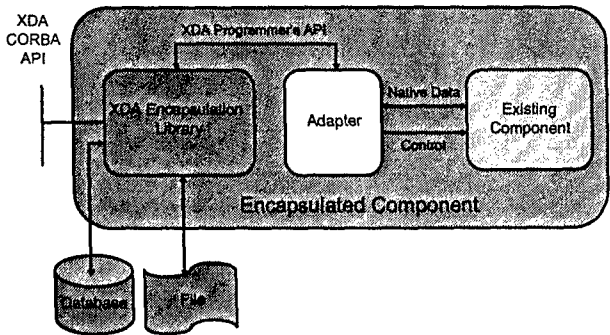 XDA
CORBA
API
XDA Programmer's API
XDA Encapsulation
Library
Adapter
Native Data
Control
Existing
Component
Encapsulated Component
Database
File